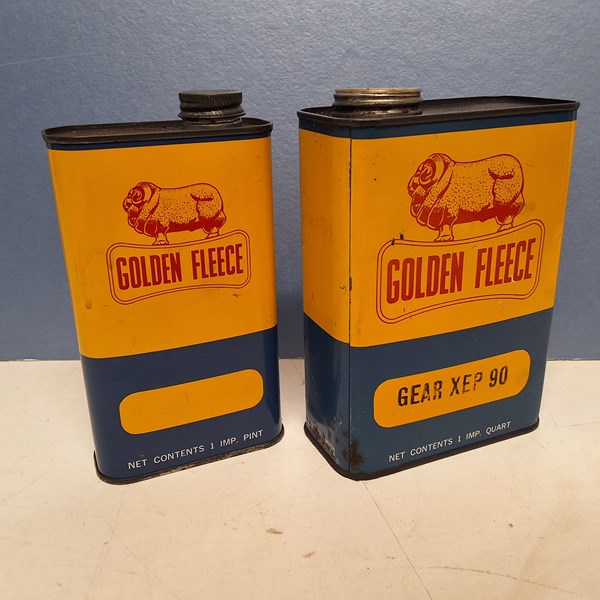 GOLDEN FLEECE
NET CONTENTS 1 IMP. PINT
GOLDEN FLEECE
GEAR XEP 90
NET CONTENTS 1 IMP. QUART